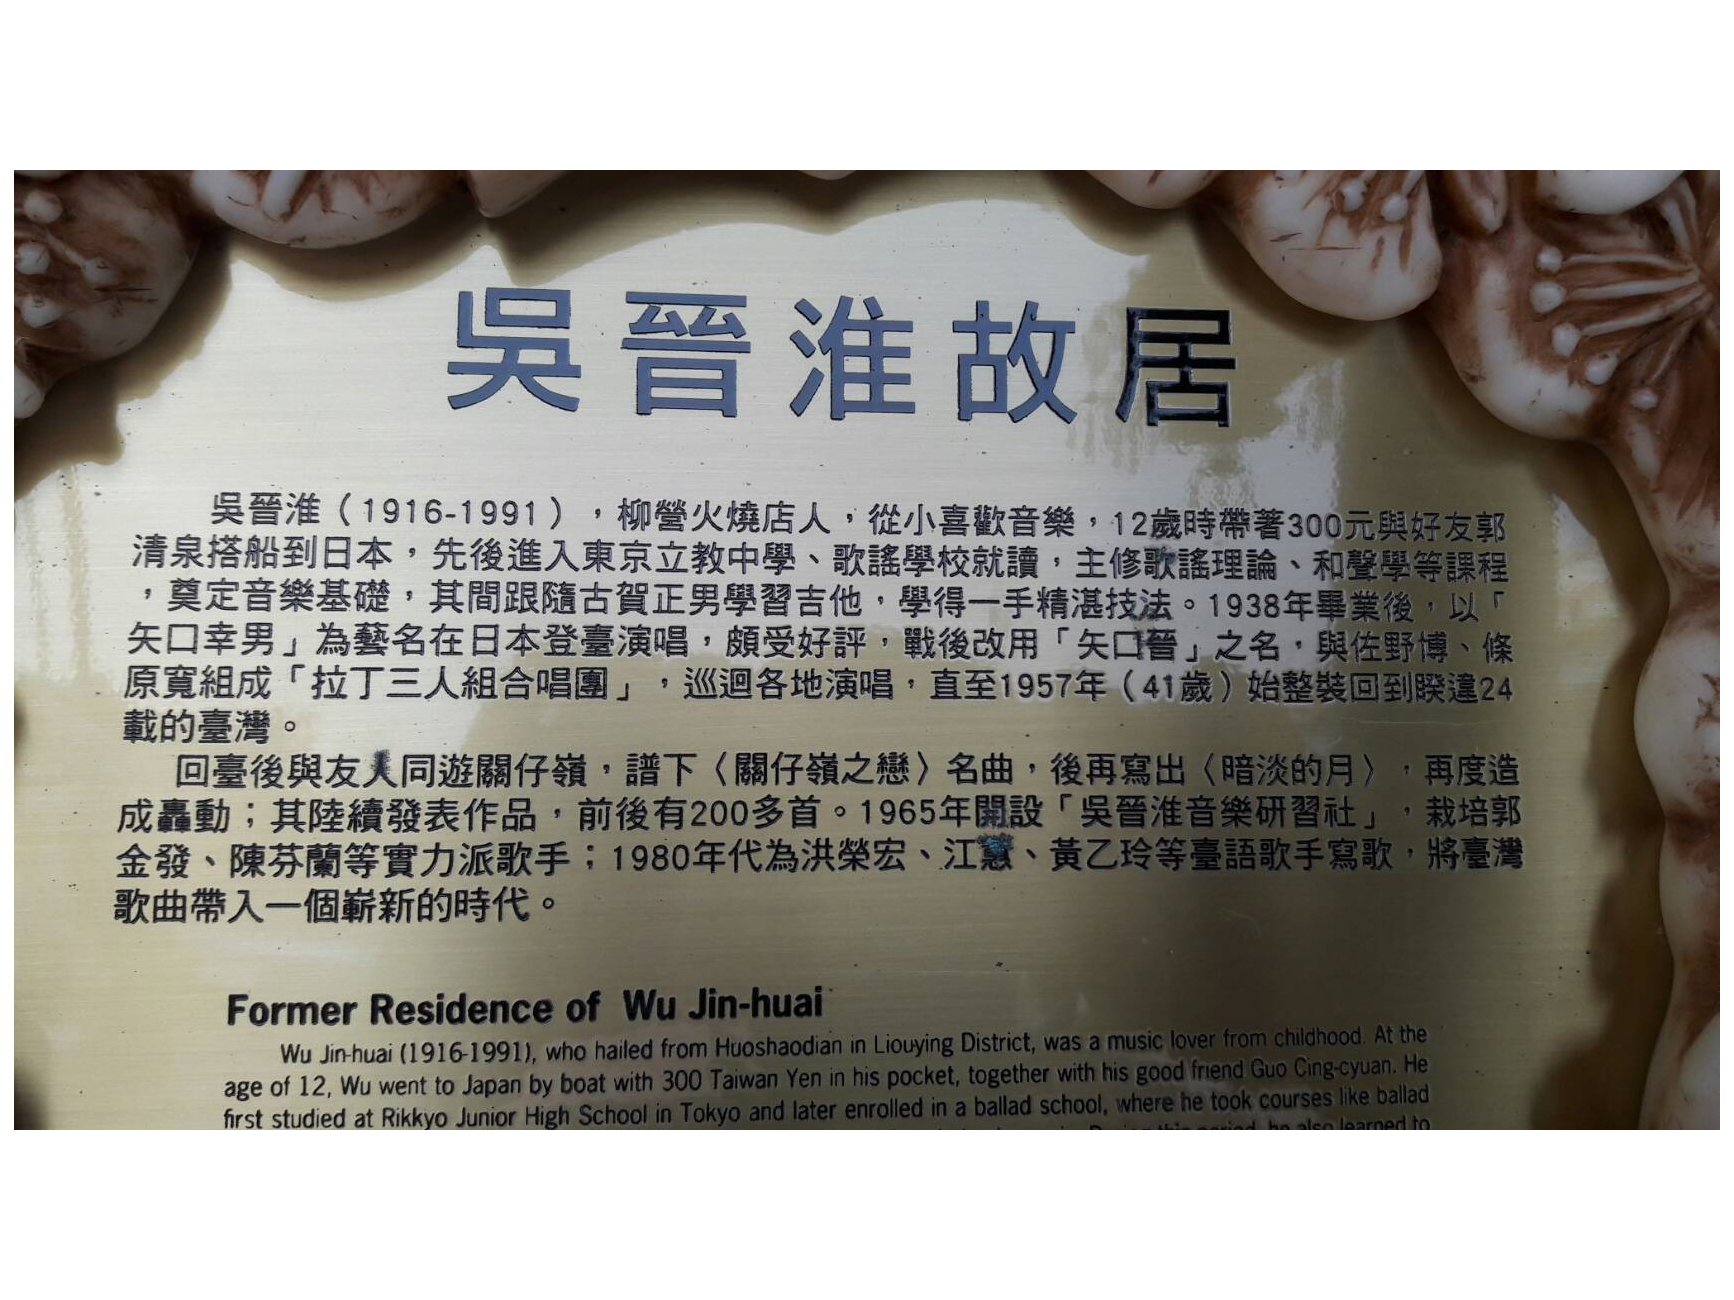 吳晉淮故居
吳晉淮（1916-1991），柳營火燒店人，從小喜歡音樂，12歲時帶著300元與好友郭
清泉搭船到日本，先後進入東京立教中學、歌謠學校就讀，主修歌謠理論、和聲學等課程
，奠定音樂基礎，其間跟隨古賀正男學習吉他，學得一手精湛技法。1938年畢業後，以「
矢口幸男」為藝名在日本登臺演唱，頗受好評，戰後改用「矢口晉」之名，與佐野博、條
原寬組成「拉丁三人組合唱團」，巡迴各地演唱，直至1957年（41歲）始整裝回到睽違24
載的臺灣。
回臺後與友人同遊關仔嶺，譜下〈關仔嶺之戀〉名曲，後再寫出〈暗淡的月〉，再度造
成轟動；其陸續發表作品，前後有200多首。1965年開設「吳晉淮音樂研習社」，栽培郭
金發、陳芬蘭等實力派歌手；1980年代為洪榮宏、江蕙、黃乙玲等臺語歌手寫歌，將臺灣
歌曲帶入一個嶄新的時代。
Former Residence of Wu Jin-huai
Wu Jin-huai (1916-1991), who hailed from Huoshaodian in Liouying District, was a music lover from childhood. At the
age of 12, Wu went to Japan by boat with 300 Taiwan Yen in his pocket, together with his good friend Guo Cing-cyuan. He
first studied at Rikkyo Junior High School in Tokyo and later enrolled in a ballad school, where he took courses like ballad
he also learned to